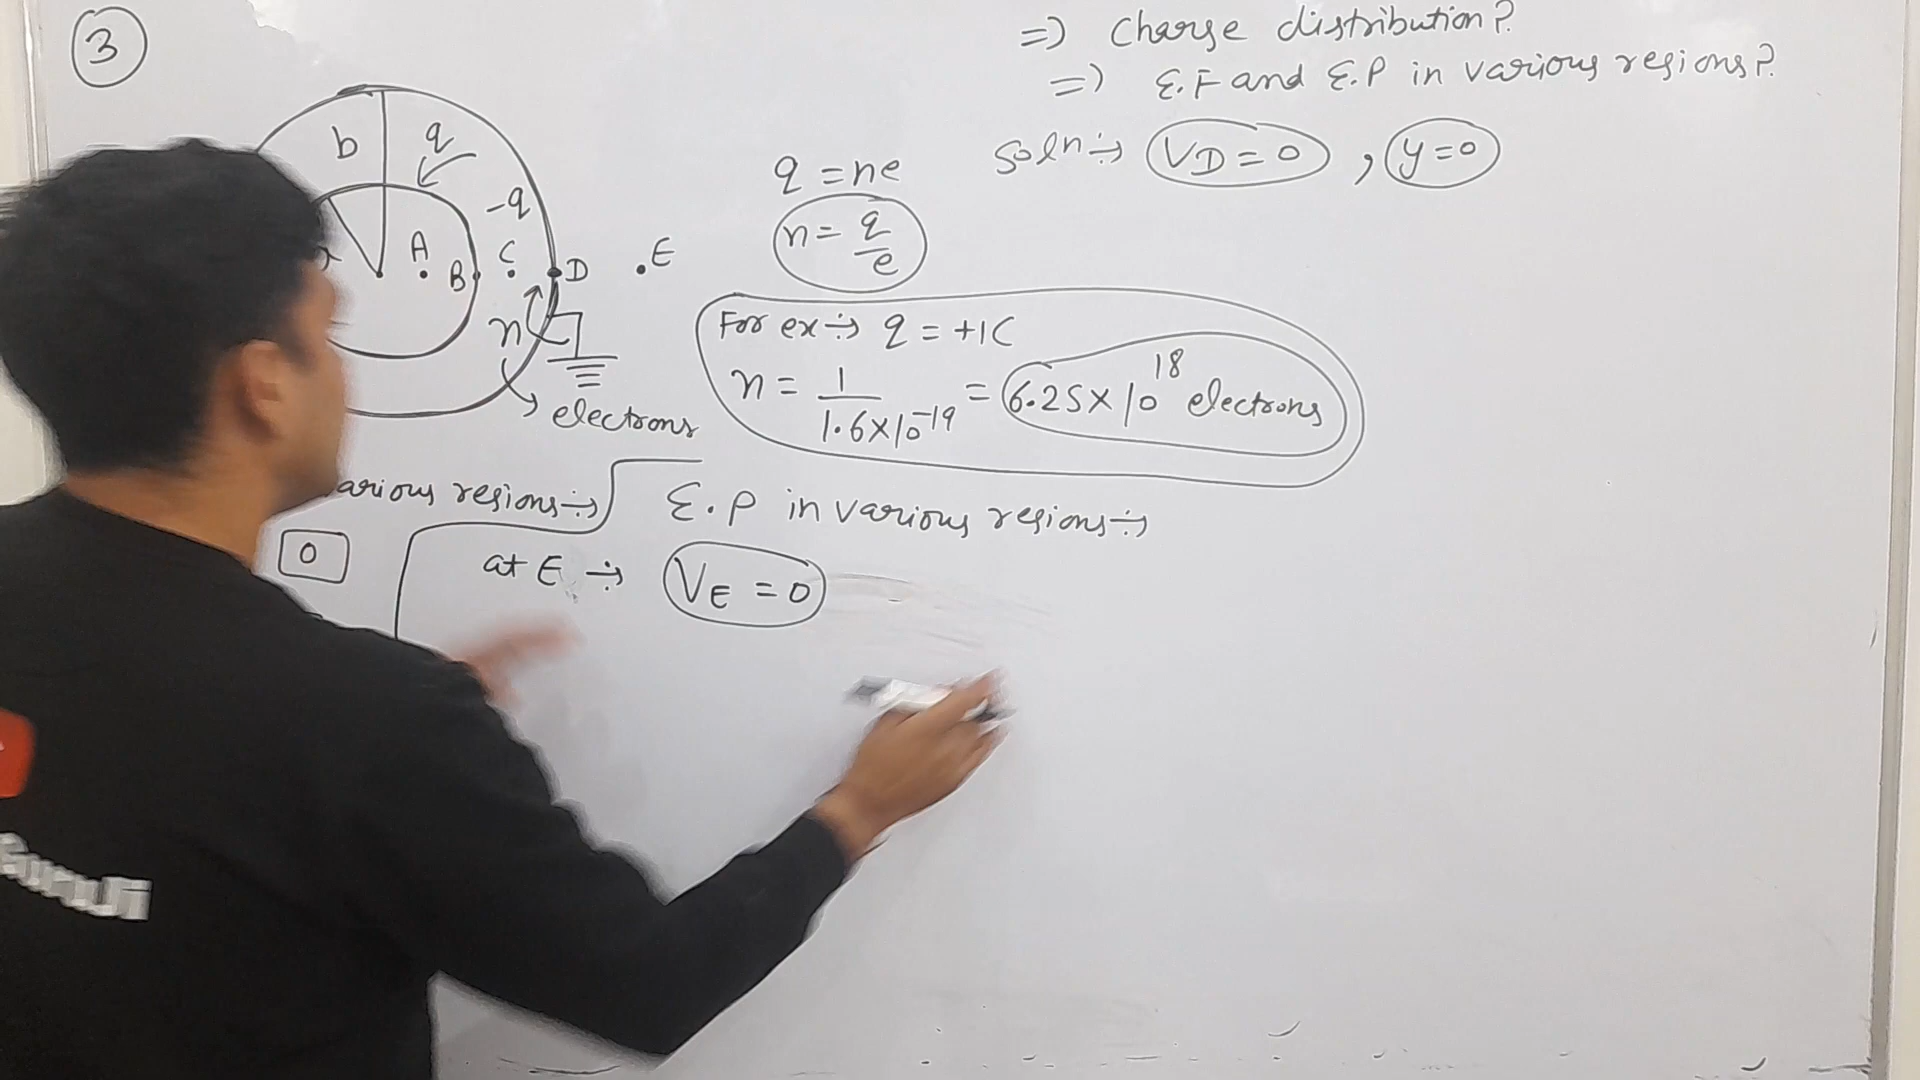 3
=) Charge distribution?
=) E.F and E.P in various regions?
soln÷) VD = 0 , y=0
b
q
-q
A
B
C
D
.E
n
electrons
q = ne
n = q/e
For ex ÷) q = +1C
n = 1/1.6×10^-19 = 6.25×10^18 electrons
regions÷)
E.P in various regions÷)
0
at E ÷) VE = 0